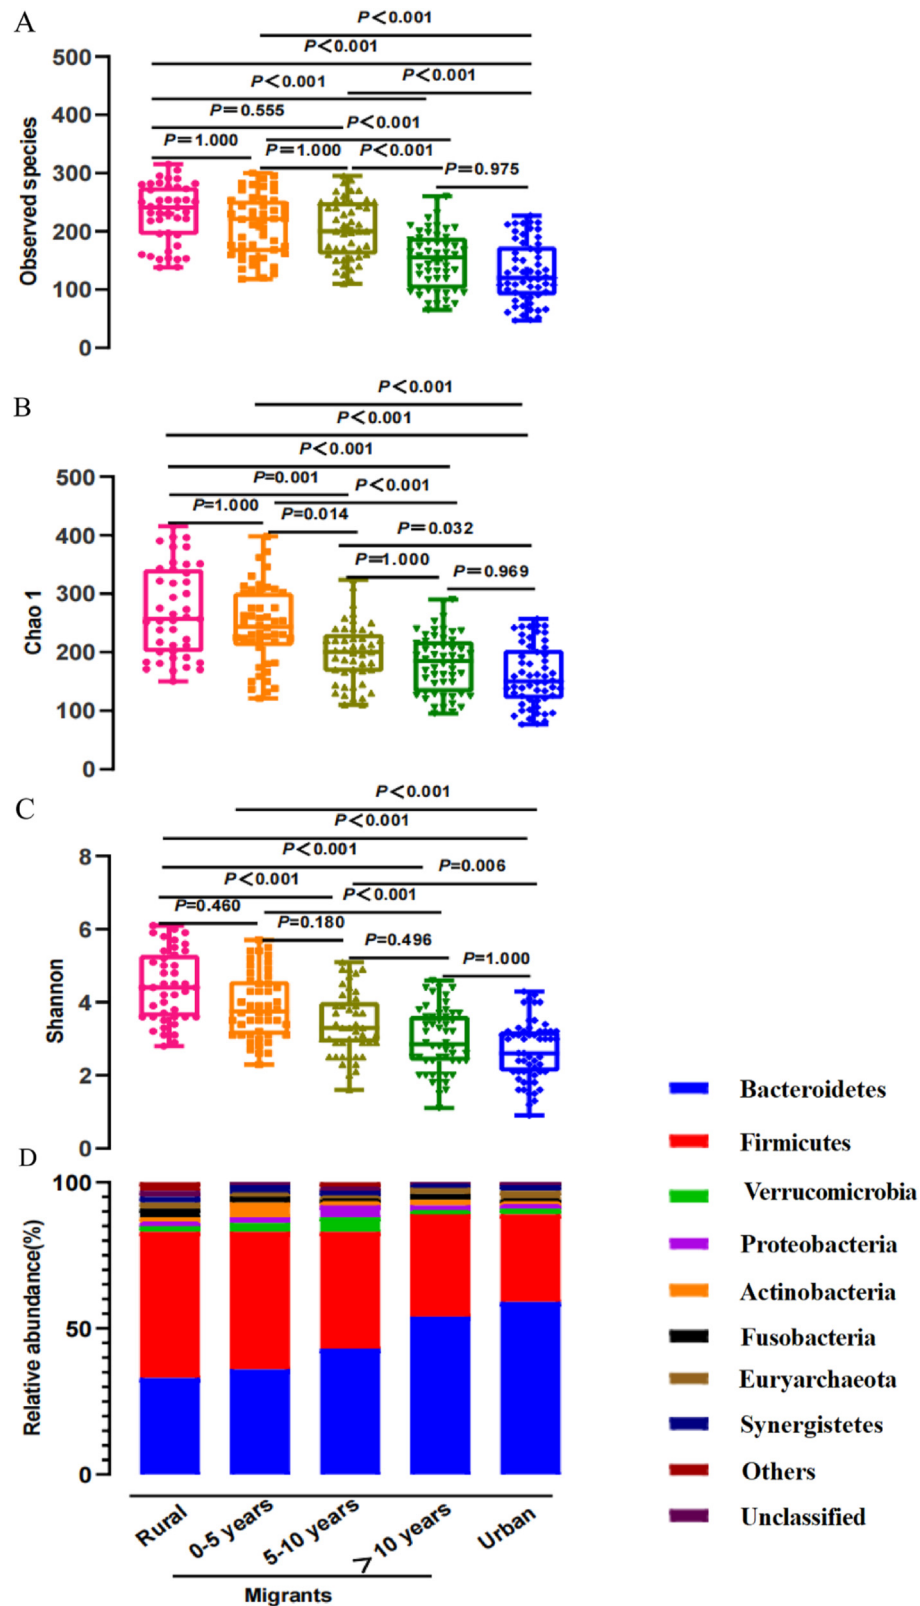 A
P<0.001
P<0.001
P<0.001
P<0.001
P=0.555
P<0.001
P=1.000
P=1.000
P<0.001
P=0.975
Observed species
500
400
300
200
100
0
B
P<0.001
P<0.001
P<0.001
P=0.001
P<0.001
P=1.000
P=0.014
P=0.032
P=1.000
P=0.969
Chao 1
500
400
300
200
100
0
C
P<0.001
P<0.001
P<0.001
P=0.006
P<0.001
P<0.001
P=0.460
P=0.180
P=0.496
P=1.000
Shannon
8
6
4
2
0
D
Relative abundance(%)
100
50
0
Rural
0-5 years
5-10 years
>10 years
Urban
Migrants
Bacteroidetes
Firmicutes
Verrucomicrobia
Proteobacteria
Actinobacteria
Fusobacteria
Euryarchaeota
Synergistetes
Others
Unclassified